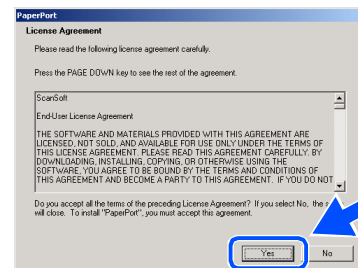 PaperPort
License Agreement
Please read the following license agreement carefully.
Press the PAGE DOWN key to see the rest of the agreement.
ScanSoft
End-User License Agreement
THE SOFTWARE AND MATERIALS PROVIDED WITH THIS AGREEMENT ARE
LICENSED, NOT SOLD, AND AVAILABLE FOR USE ONLY UNDER THE TERMS OF
THIS LICENSE AGREEMENT. PLEASE READ THIS AGREEMENT CAREFULLY. BY
DOWNLOADING, INSTALLING, COPYING, OR OTHERWISE USING THE
SOFTWARE, YOU AGREE TO BE BOUND BY THE TERMS AND CONDITIONS OF
THIS AGREEMENT AND BECOME A PARTY TO THIS AGREEMENT. IF YOU DO NOT
Do you accept all the terms of the preceding License Agreement? If you select No, the
will close. To install "PaperPort", you must accept this agreement.
Yes
No